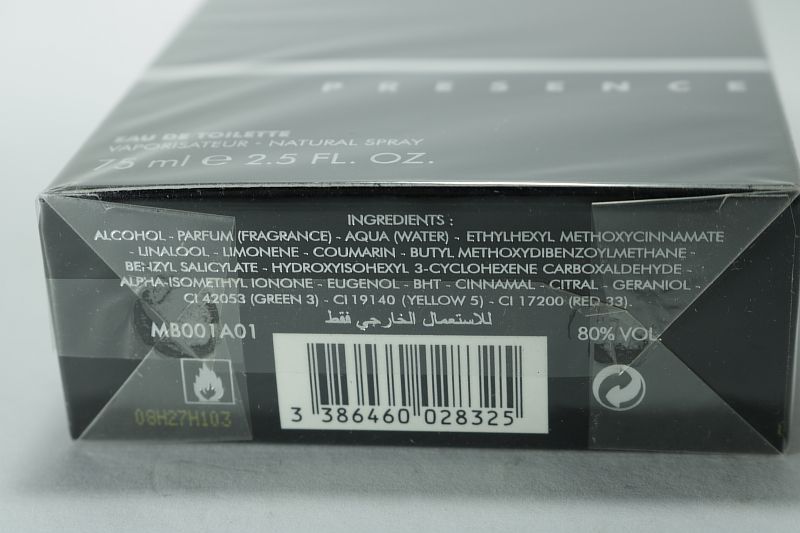 PRESENCE
EAU DE TOILETTE
VAPORISATEUR - NATURAL SPRAY
75 ml e 2.5 FL. OZ.
INGREDIENTS :
ALCOHOL - PARFUM (FRAGRANCE) - AQUA (WATER) - ETHYLHEXYL METHOXYCINNAMATE
- LINALOOL - LIMONENE - COUMARIN - BUTYL METHOXYDIBENZOYLMETHANE -
BENZYL SALICYLATE - HYDROXYISOHEXYL 3-CYCLOHEXENE CARBOXALDEHYDE -
ALPHA-ISOMETHYL IONONE - EUGENOL - BHT - CINNAMAL - CITRAL - GERANIOL -
CI 42053 (GREEN 3) - CI 19140 (YELLOW 5) - CI 17200 (RED 33).
للاستعمال الخارجي فقط
MB001A01
80% VOL
08H27H103
3 386460 028325